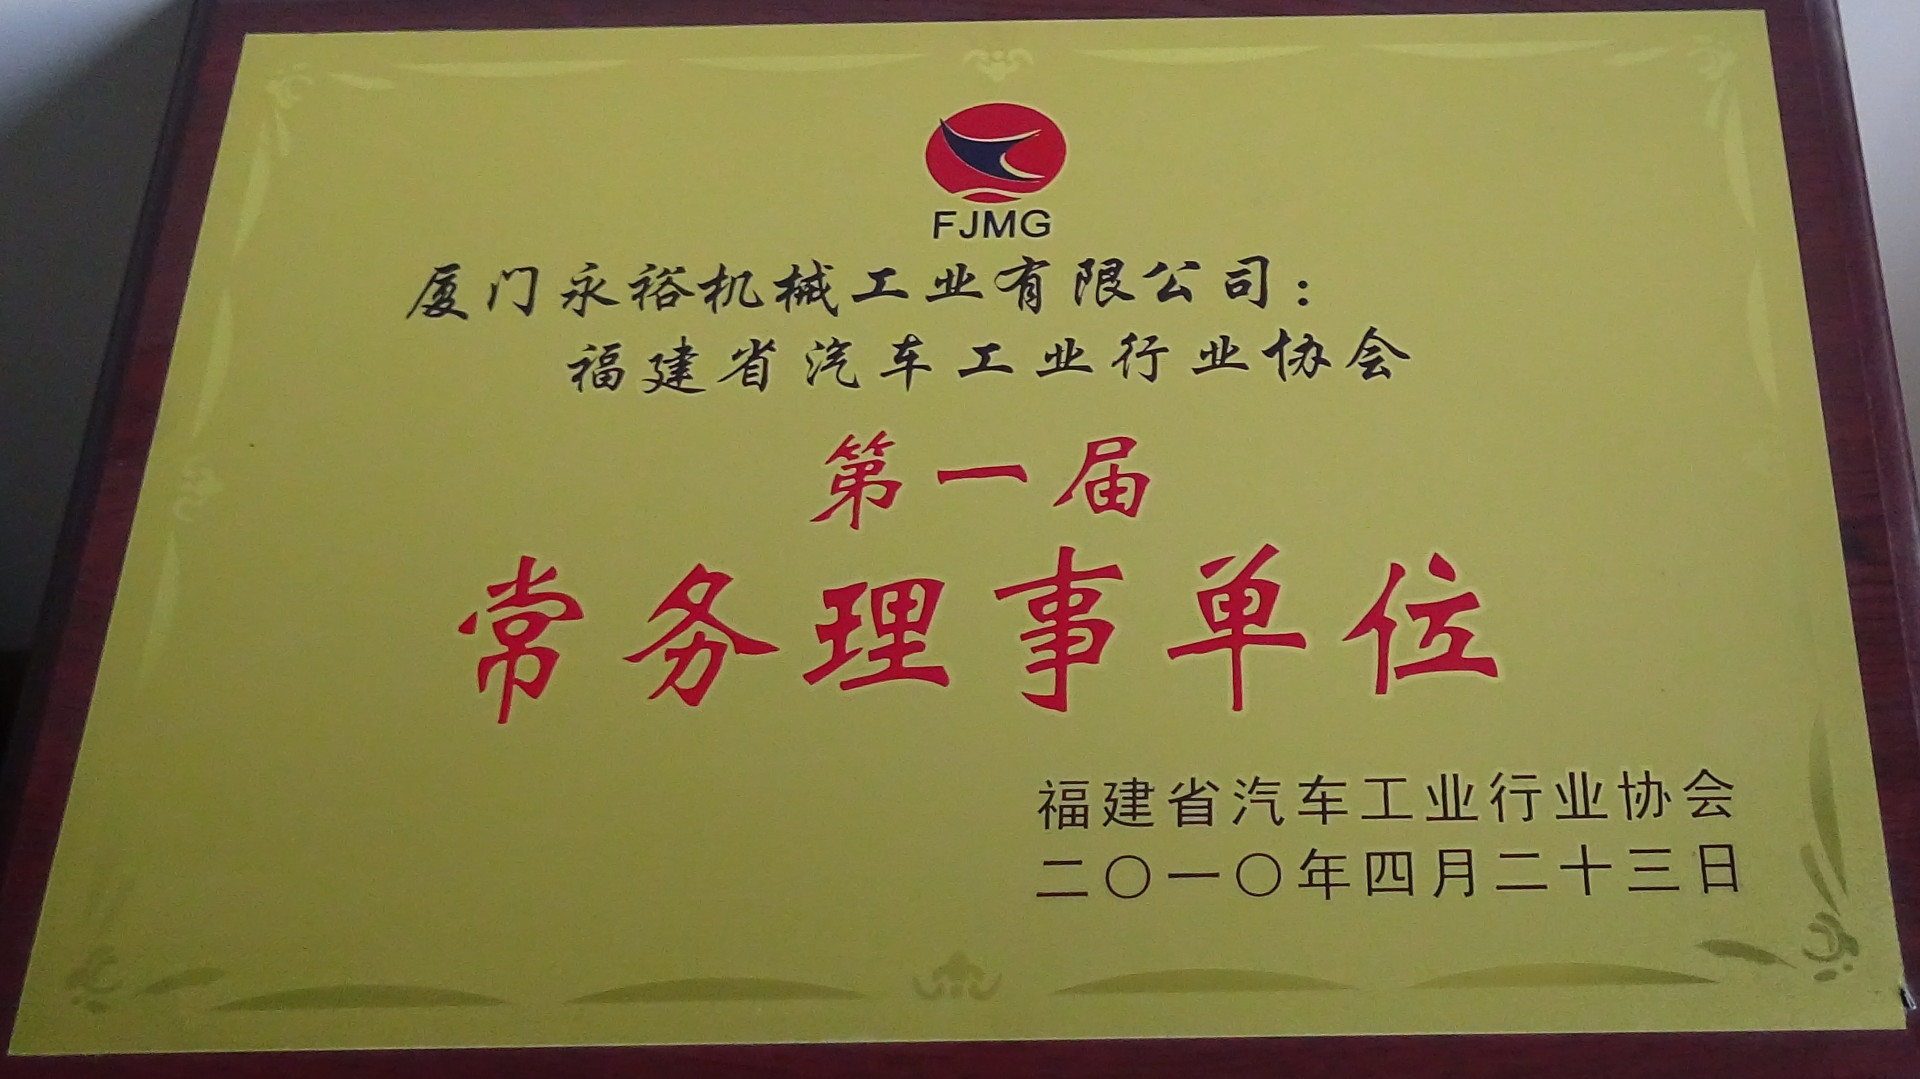 FJMG
厦门永裕机械工业有限公司：
福建省汽车工业行业协会
第一届
常务理事单位
福建省汽车工业行业协会
二〇一〇年四月二十三日